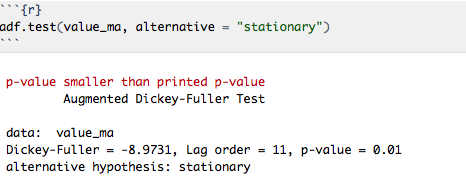 ```{r}
adf.test(value_ma, alternative = "stationary")
```
p-value smaller than printed p-value
Augmented Dickey-Fuller Test
data: value_ma
Dickey-Fuller = -8.9731, Lag order = 11, p-value = 0.01
alternative hypothesis: stationary